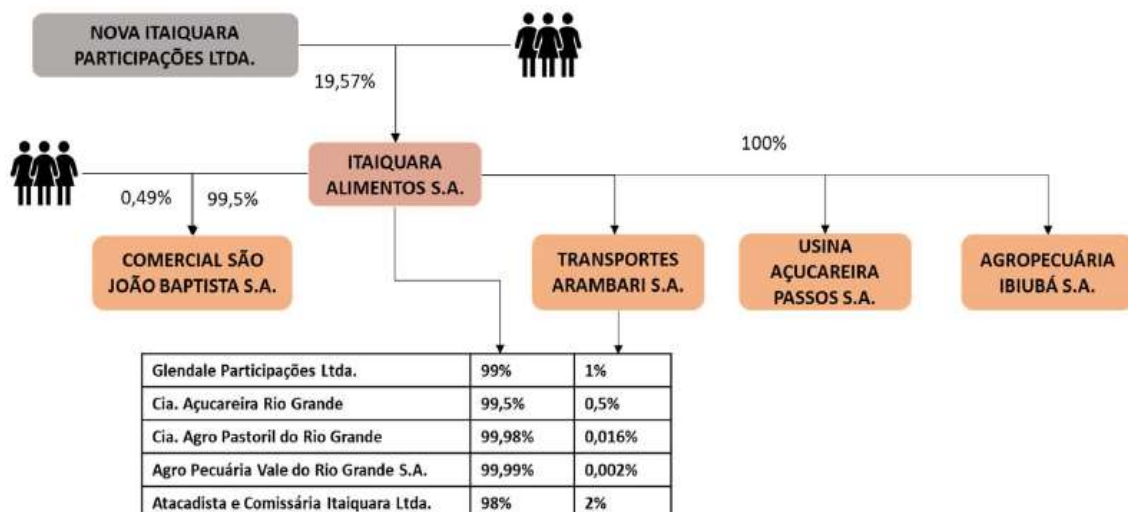 NOVA ITAIQUARA
PARTICIPAÇÕES LTDA.
19,57%
ITAIQUARA
ALIMENTOS S.A.
100%
0,49%
99,5%
COMERCIAL SÃO
JOÃO BAPTISTA S.A.
TRANSPORTES
ARAMBARI S.A.
USINA
AÇUCAREIRA
PASSOS S.A.
AGROPECUÁRIA
IBIUBÁ S.A.
Glendale Participações Ltda. 99% 1%
Cia. Açucareira Rio Grande 99,5% 0,5%
Cia. Agro Pastoril do Rio Grande 99,98% 0,016%
Agro Pecuária Vale do Rio Grande S.A. 99,99% 0,002%
Atacadista e Comissária Itaiquara Ltda. 98% 2%